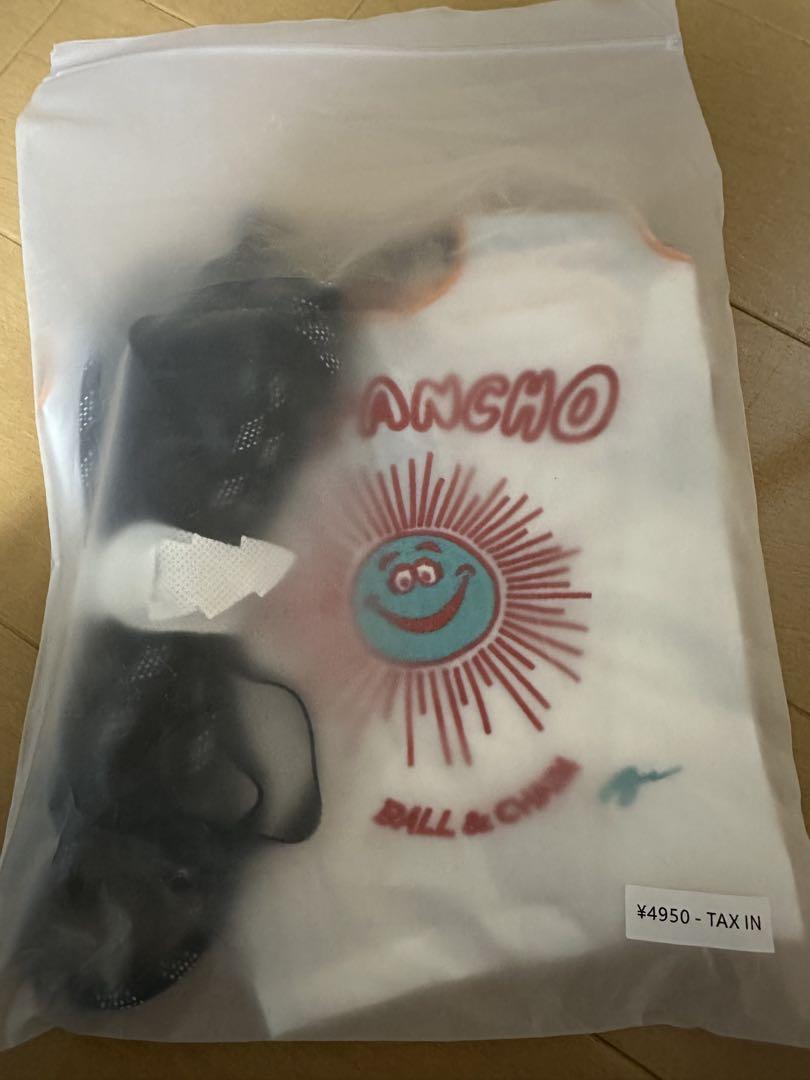 ANCHO
BALL & CHAIN
¥4950 - TAX IN